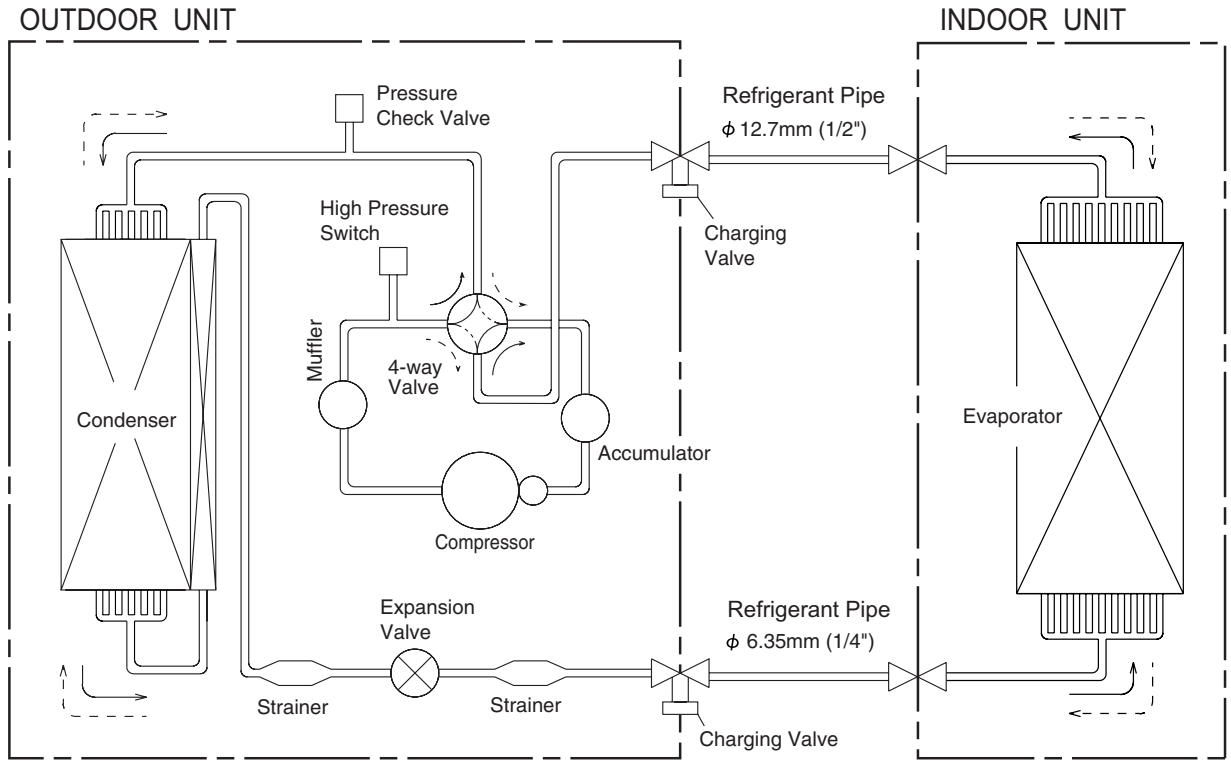 OUTDOOR UNIT
INDOOR UNIT
Pressure
Check Valve
Refrigerant Pipe
ϕ 12.7mm (1/2")
High Pressure
Switch
Charging
Valve
Muffler
4-way
Valve
Condenser
Evaporator
Accumulator
Compressor
Expansion
Valve
Refrigerant Pipe
ϕ 6.35mm (1/4")
Strainer
Strainer
Charging Valve